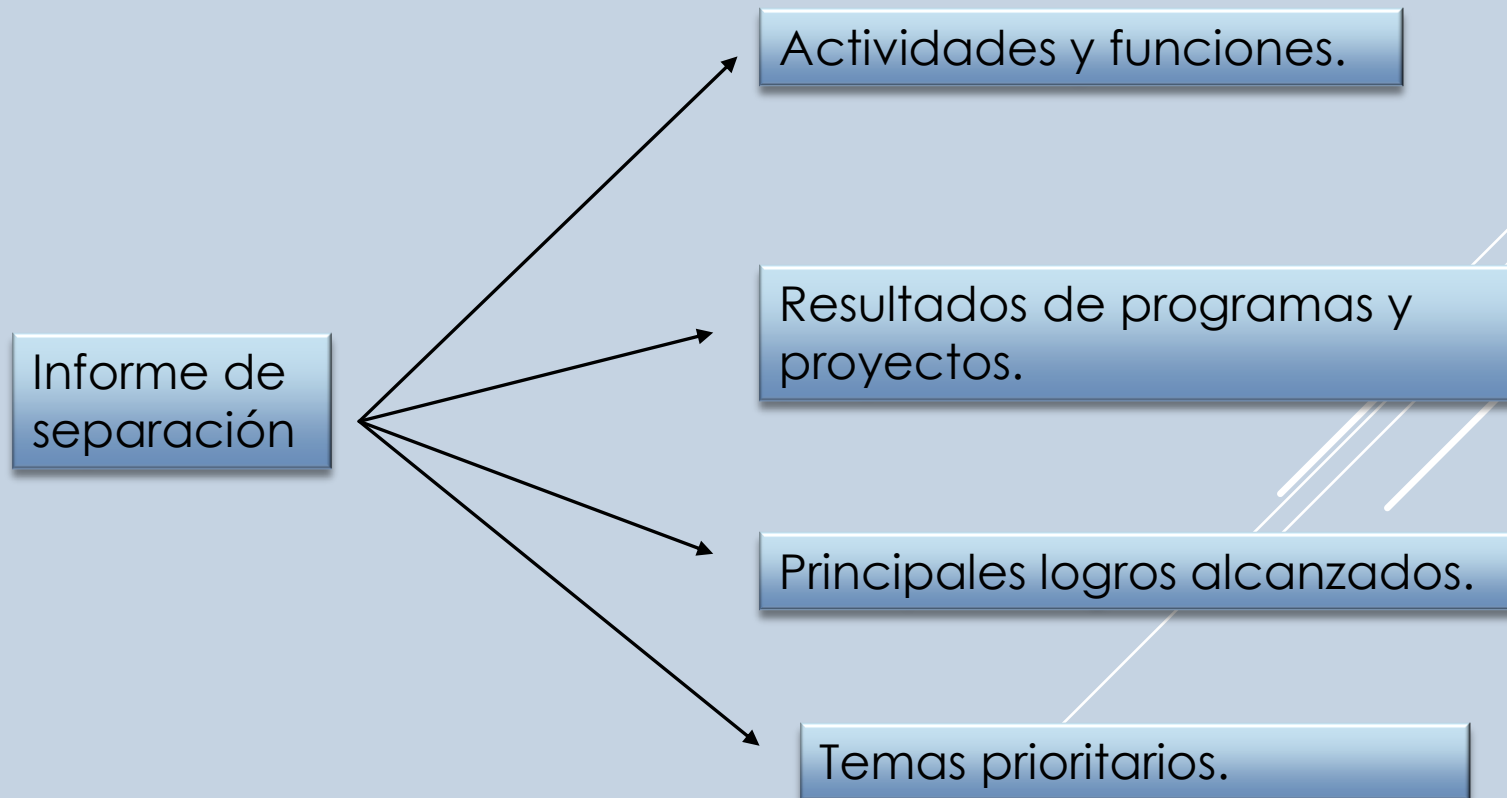 Actividades y funciones.
Resultados de programas y
proyectos.
Informe de
separación
Principales logros alcanzados.
Temas prioritarios.